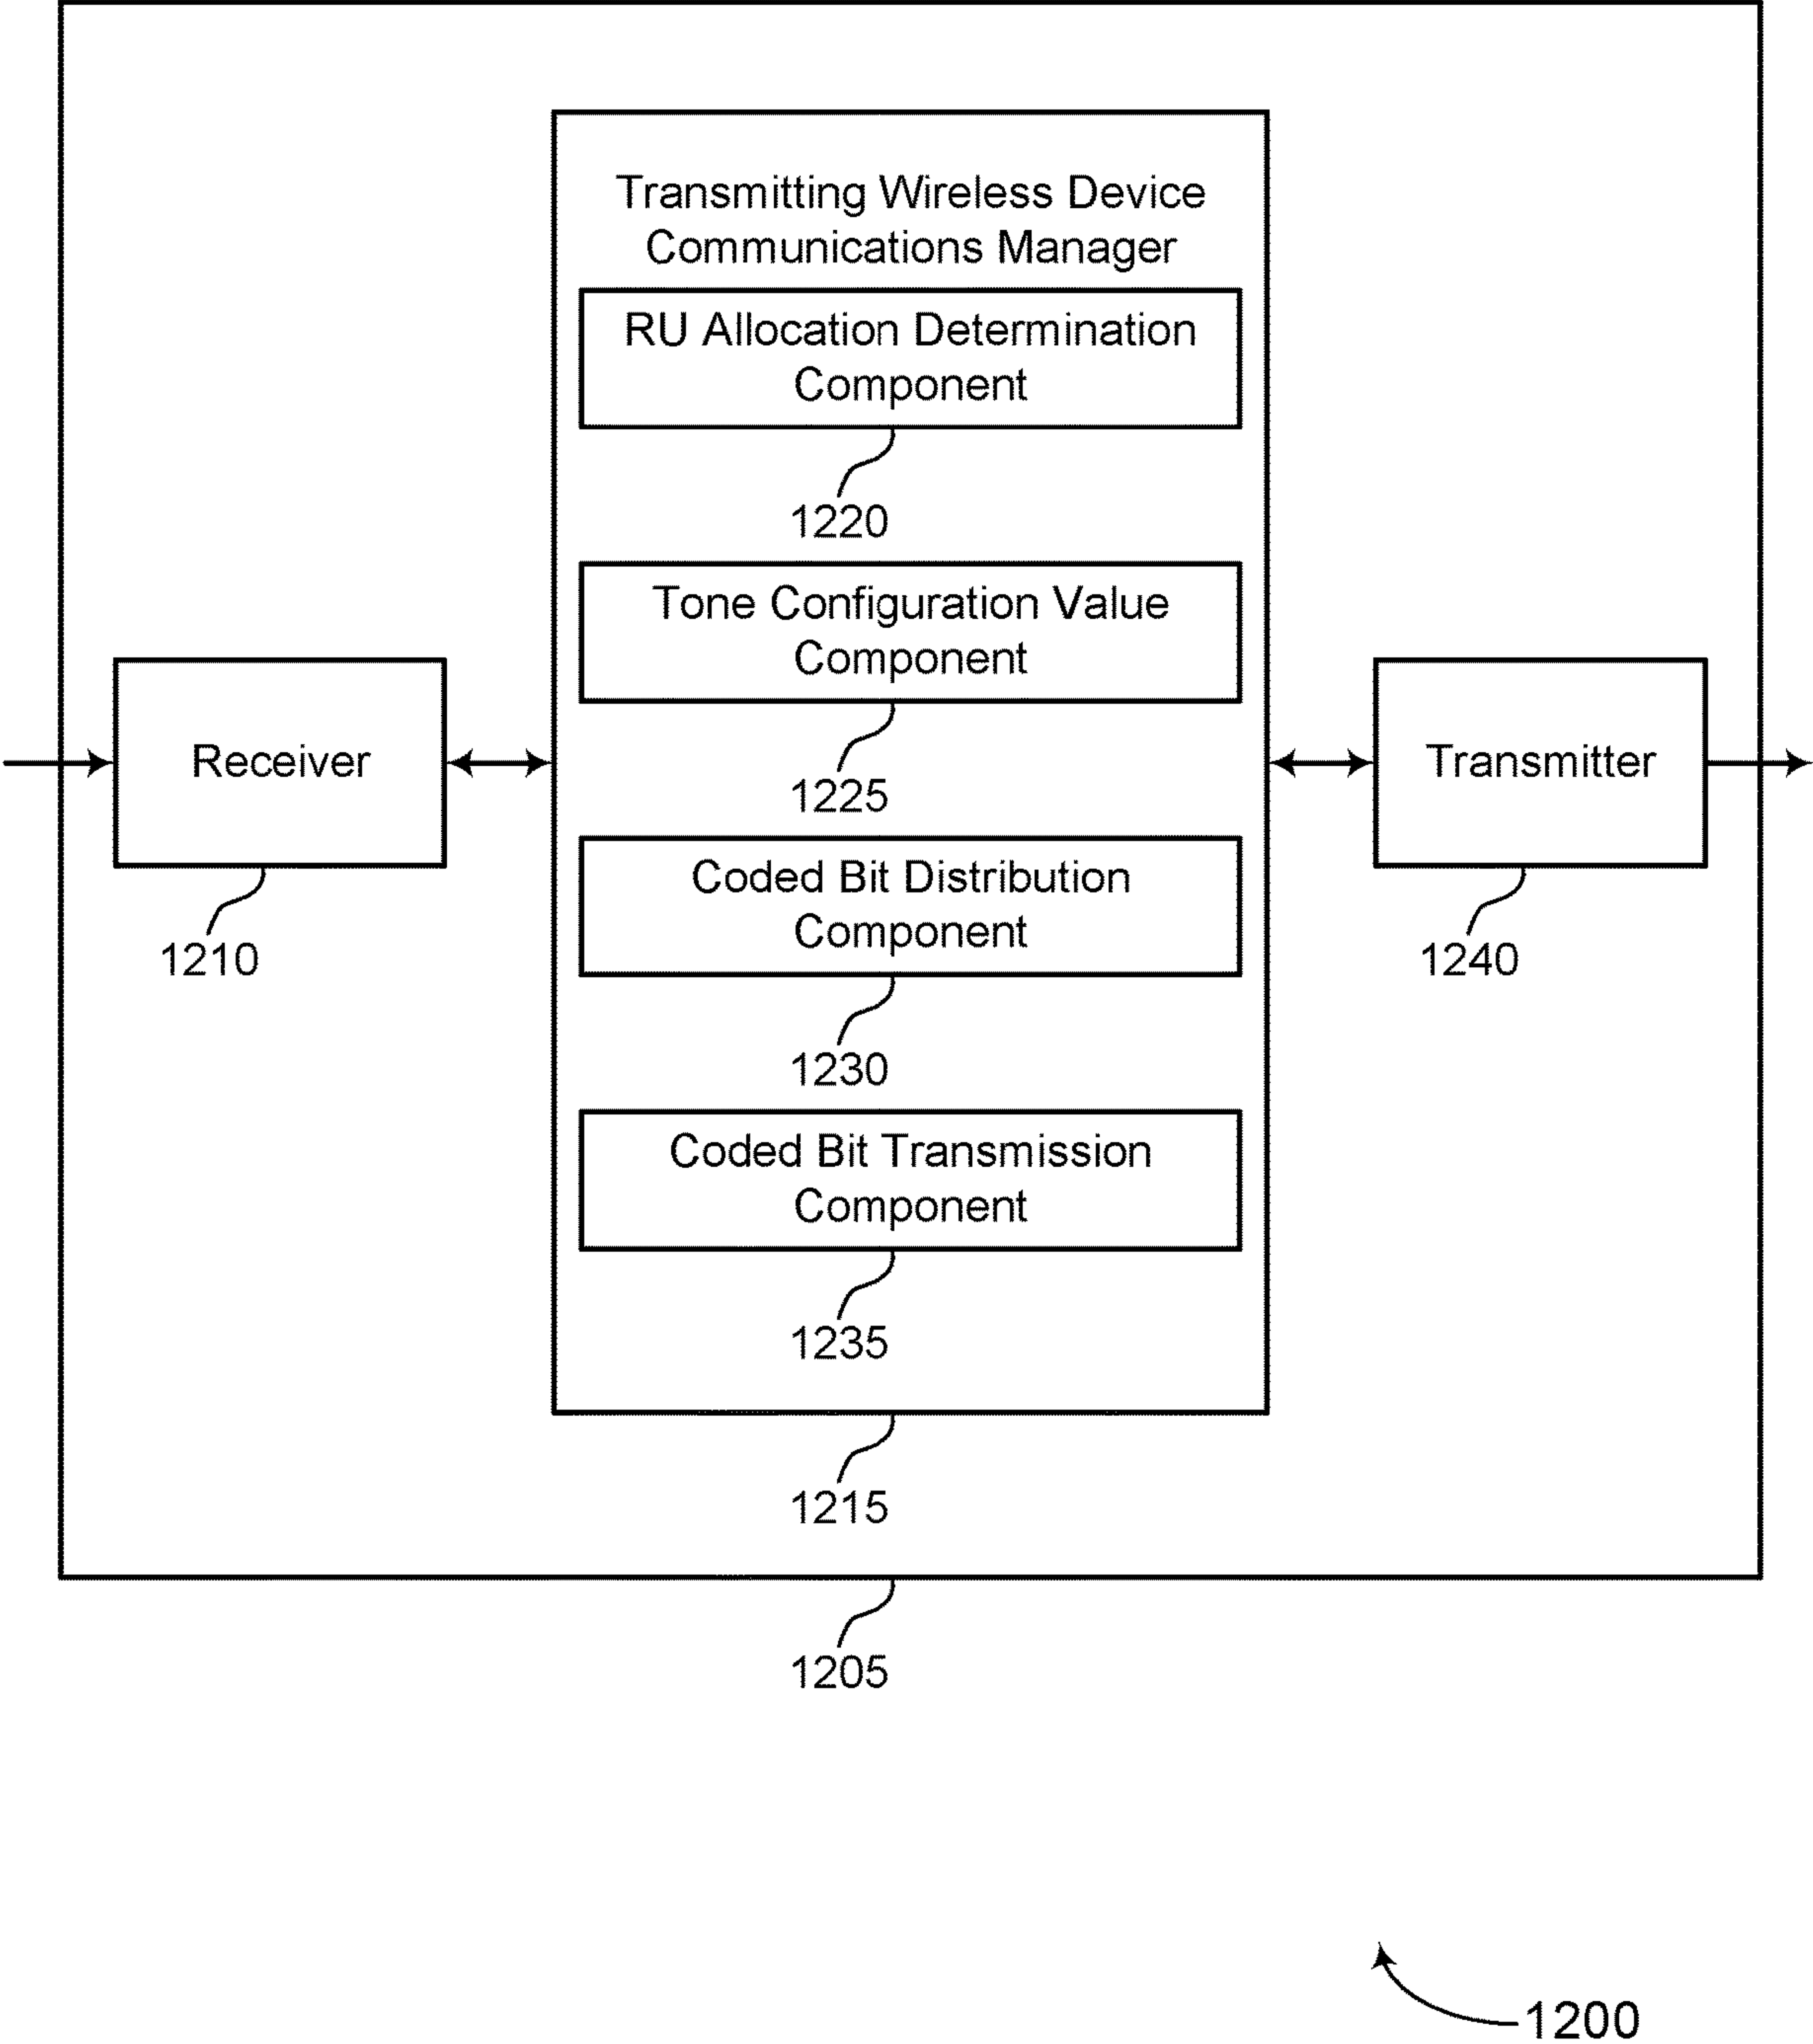 Transmitting Wireless Device
Communications Manager
RU Allocation Determination
Component
1220
Tone Configuration Value
Component
1225
Receiver
1210
Transmitter
1240
Coded Bit Distribution
Component
1230
Coded Bit Transmission
Component
1235
1215
1205
1200